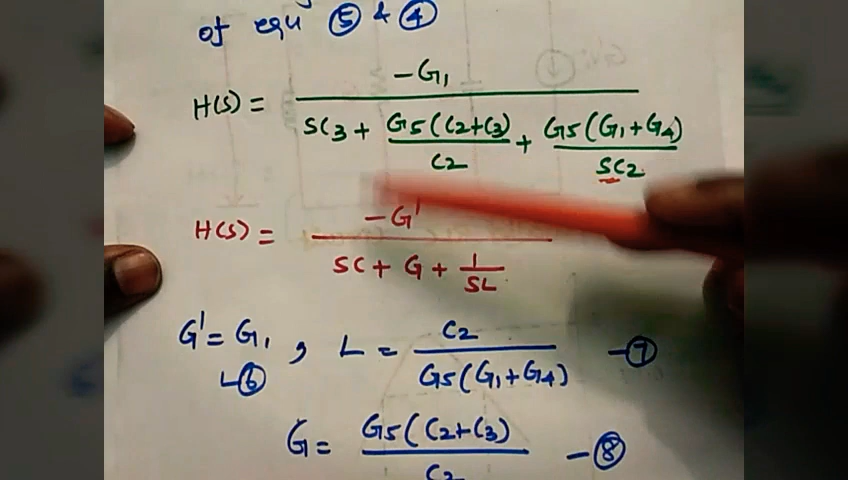 of equ ⑤ & ④
H(S) = -G1 / SC3 + G5(C2+C3)/C2 + G5(G1+G4)/SC2
H(S) = -G' / SC + G + 1/SL
G' = G1 , L = C2 / G5(G1+G4) -⑦
-⑥
G = G5(C2+C3) / C2 -⑧